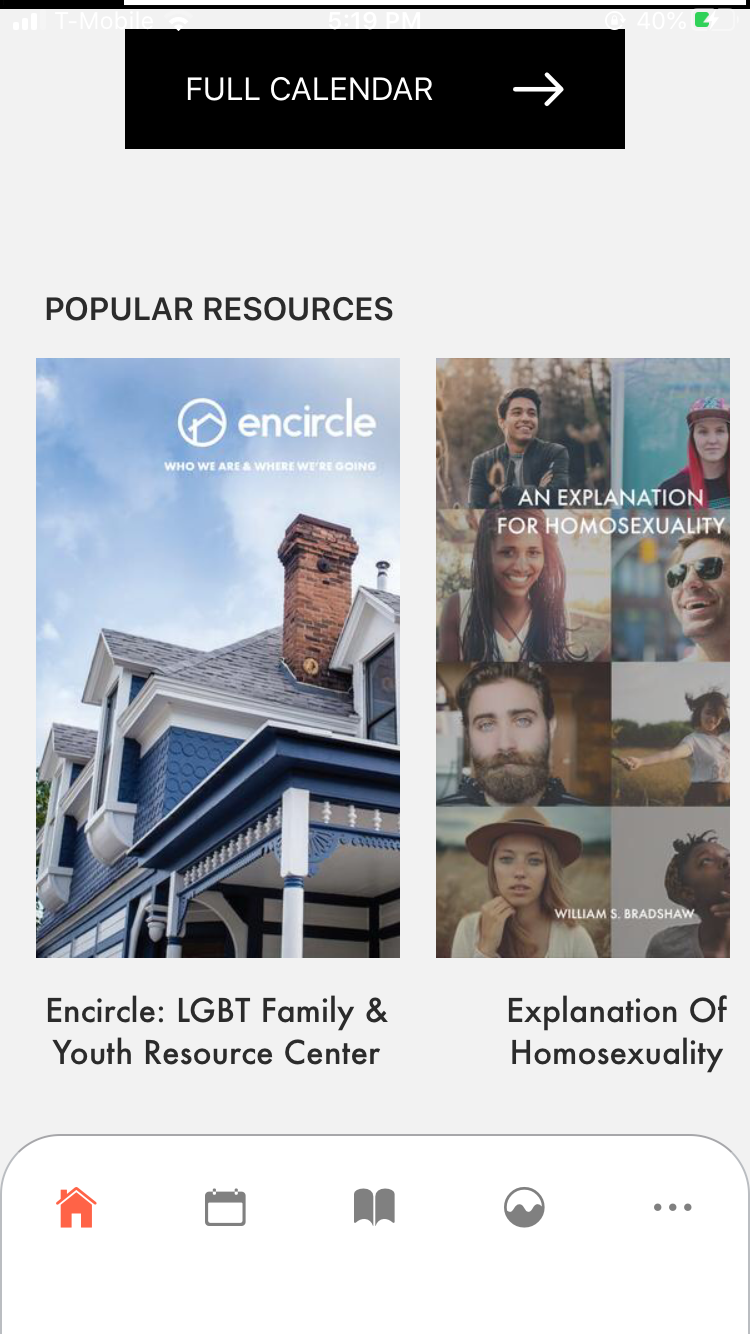 T-Mobile 5:19 PM 40%
FULL CALENDAR
POPULAR RESOURCES
encircle
WHO WE ARE & WHERE WE'RE GOING
AN EXPLANATION
FOR HOMOSEXUALITY
WILLIAM S. BRADSHAW
Encircle: LGBT Family &
Youth Resource Center
Explanation Of
Homosexuality